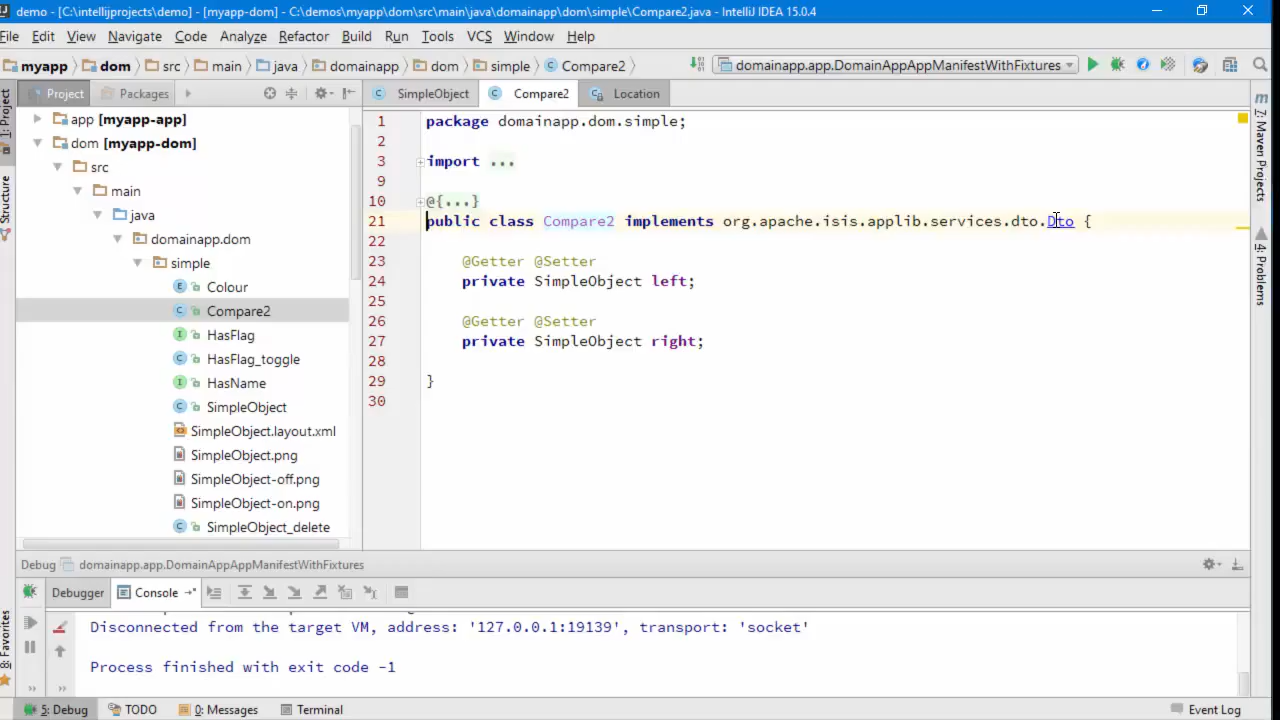 demo - [C:\intellijprojects\demo] - [myapp-dom] - C:\demos\myapp\dom\src\main\java\domainapp\dom\simple\Compare2.java - IntelliJ IDEA 15.0.4
File Edit View Navigate Code Analyze Refactor Build Run Tools VCS Window Help
myapp dom src main java domainapp dom simple Compare2 domainapp.app.DomainAppAppManifestWithFixtures
1: Project
Structure
Favorites
Project Packages
app [myapp-app]
dom [myapp-dom]
src
main
java
domainapp.dom
simple
Colour
Compare2
HasFlag
HasFlag_toggle
HasName
SimpleObject
SimpleObject.layout.xml
SimpleObject.png
SimpleObject-off.png
SimpleObject-on.png
SimpleObject_delete
SimpleObject Compare2 Location
1 package domainapp.dom.simple;
2
3 import ...
9
10 @{...}
21 public class Compare2 implements org.apache.isis.applib.services.dto.Dto {
22
23 @Getter @Setter
24 private SimpleObject left;
25
26 @Getter @Setter
27 private SimpleObject right;
28
29 }
30
m 7: Maven Projects
4: Problems
Debug domainapp.app.DomainAppAppManifestWithFixtures
Debugger Console
Disconnected from the target VM, address: '127.0.0.1:19139', transport: 'socket'
Process finished with exit code -1
5: Debug TODO 0: Messages Terminal Event Log